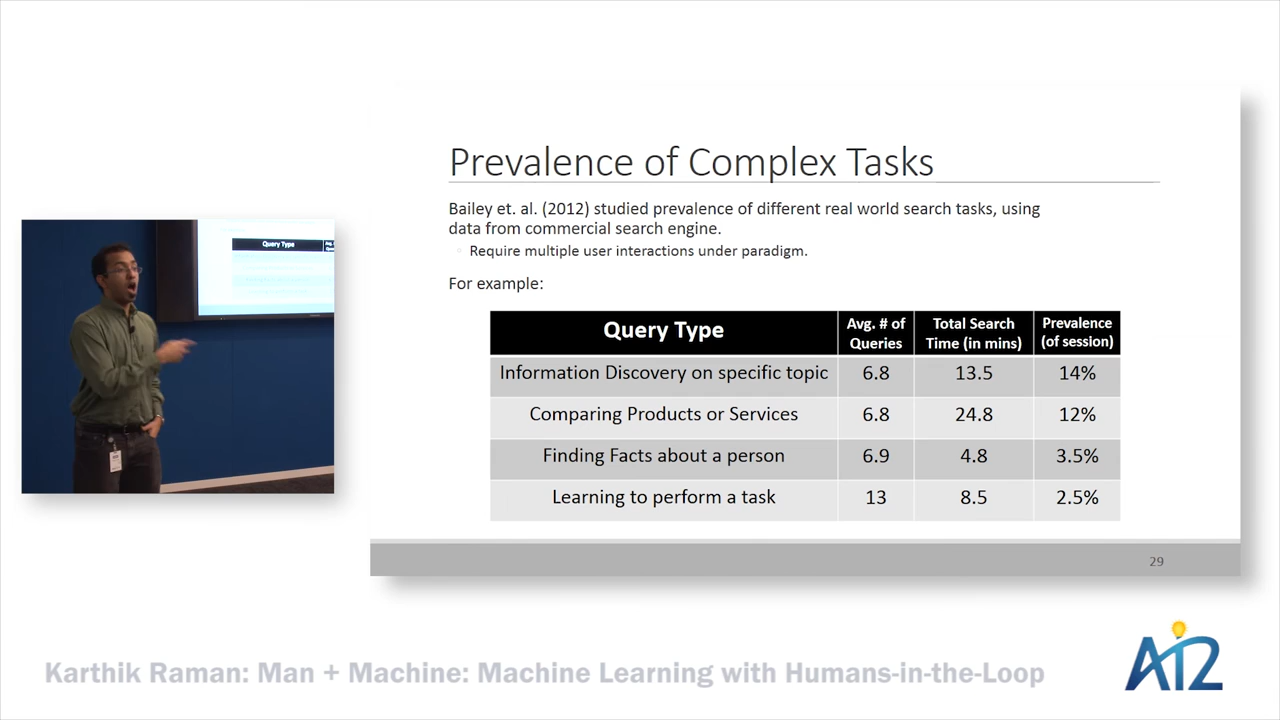 Prevalence of Complex Tasks
Bailey et. al. (2012) studied prevalence of different real world search tasks, using
data from commercial search engine.
Require multiple user interactions under paradigm.
For example:
Query Type
Avg. # of
Queries
Total Search
Time (in mins)
Prevalence
(of session)
Information Discovery on specific topic 6.8 13.5 14%
Comparing Products or Services 6.8 24.8 12%
Finding Facts about a person 6.9 4.8 3.5%
Learning to perform a task 13 8.5 2.5%
29
Query Type
Karthik Raman: Man + Machine: Machine Learning with Humans-in-the-Loop
AI2